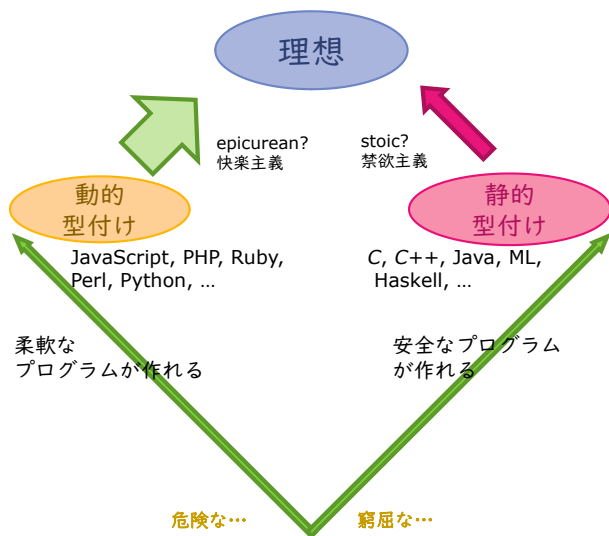 理想
epicurean?
快楽主義
stoic?
禁欲主義
動的
型付け
静的
型付け
JavaScript, PHP, Ruby,
Perl, Python, …
C, C++, Java, ML,
Haskell, …
柔軟な
プログラムが作れる
安全なプログラム
が作れる
危険な…
窮屈な…